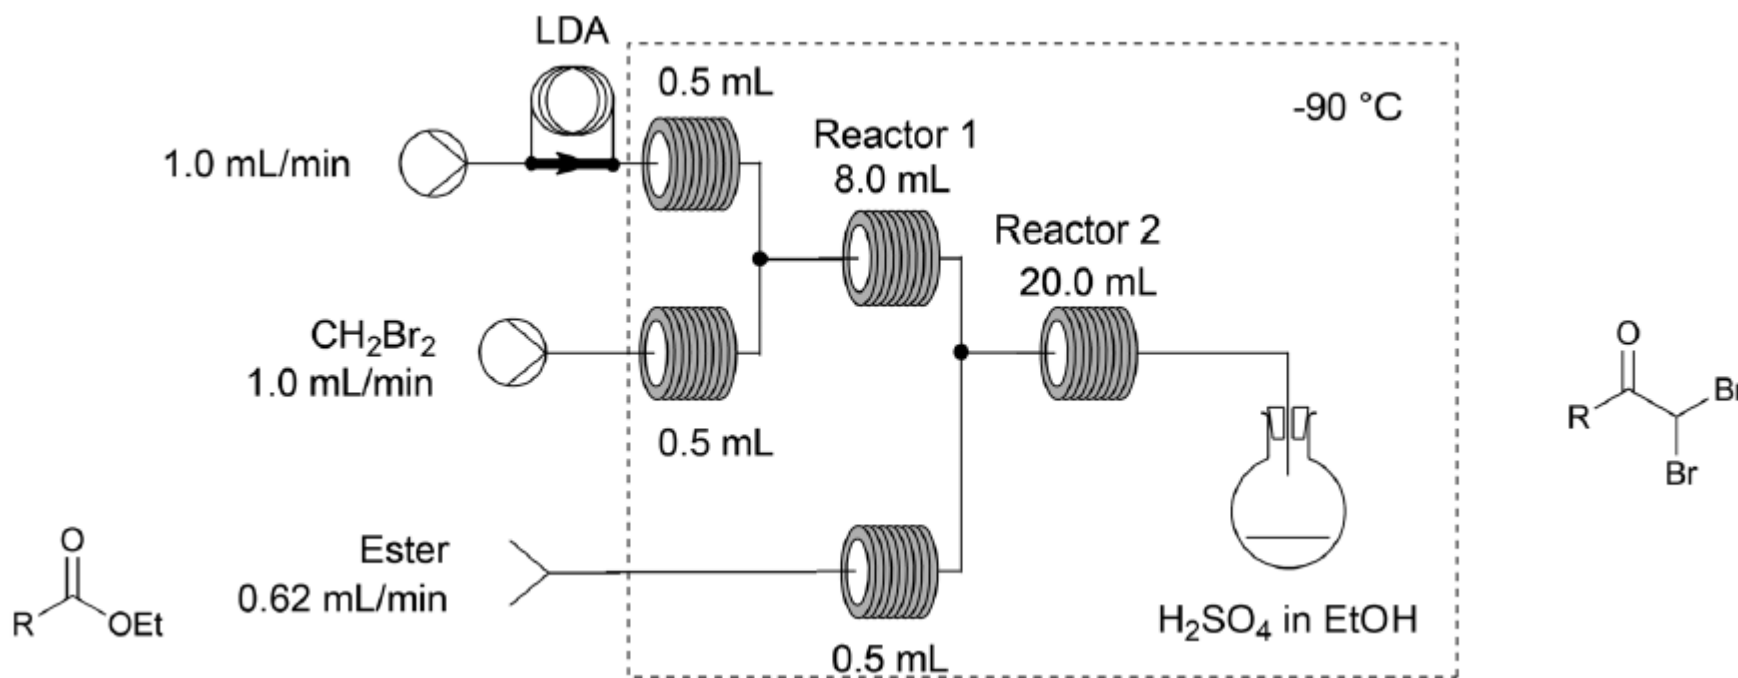 LDA
0.5 mL
-90 °C
1.0 mL/min
Reactor 1
8.0 mL
Reactor 2
20.0 mL
CH₂Br₂
1.0 mL/min
0.5 mL
O
R
Br
Br
Ester
0.62 mL/min
O
R
OEt
0.5 mL
H₂SO₄ in EtOH